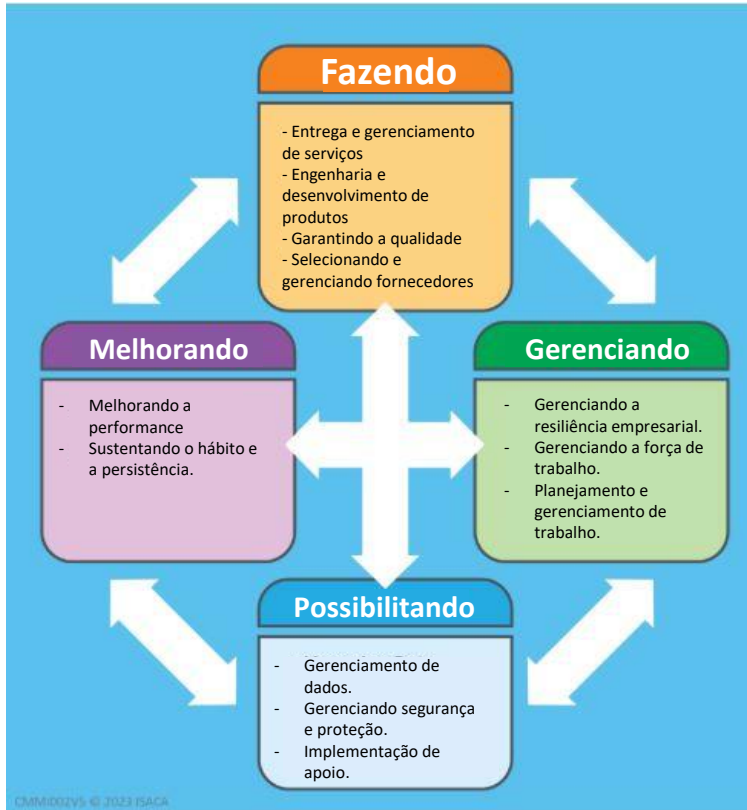 Fazendo
- Entrega e gerenciamento
de serviços
- Engenharia e
desenvolvimento de
produtos
- Garantindo a qualidade
- Selecionando e
gerenciando fornecedores
Melhorando
- Melhorando a
performance
- Sustentando o hábito e
a persistência.
Gerenciando
- Gerenciando a
resiliência empresarial.
- Gerenciando a força de
trabalho.
- Planejamento e
gerenciamento de
trabalho.
Possibilitando
- Gerenciamento de
dados.
- Gerenciando segurança
e proteção.
- Implementação de
apoio.
CMMI002VS © 2023 ISACA